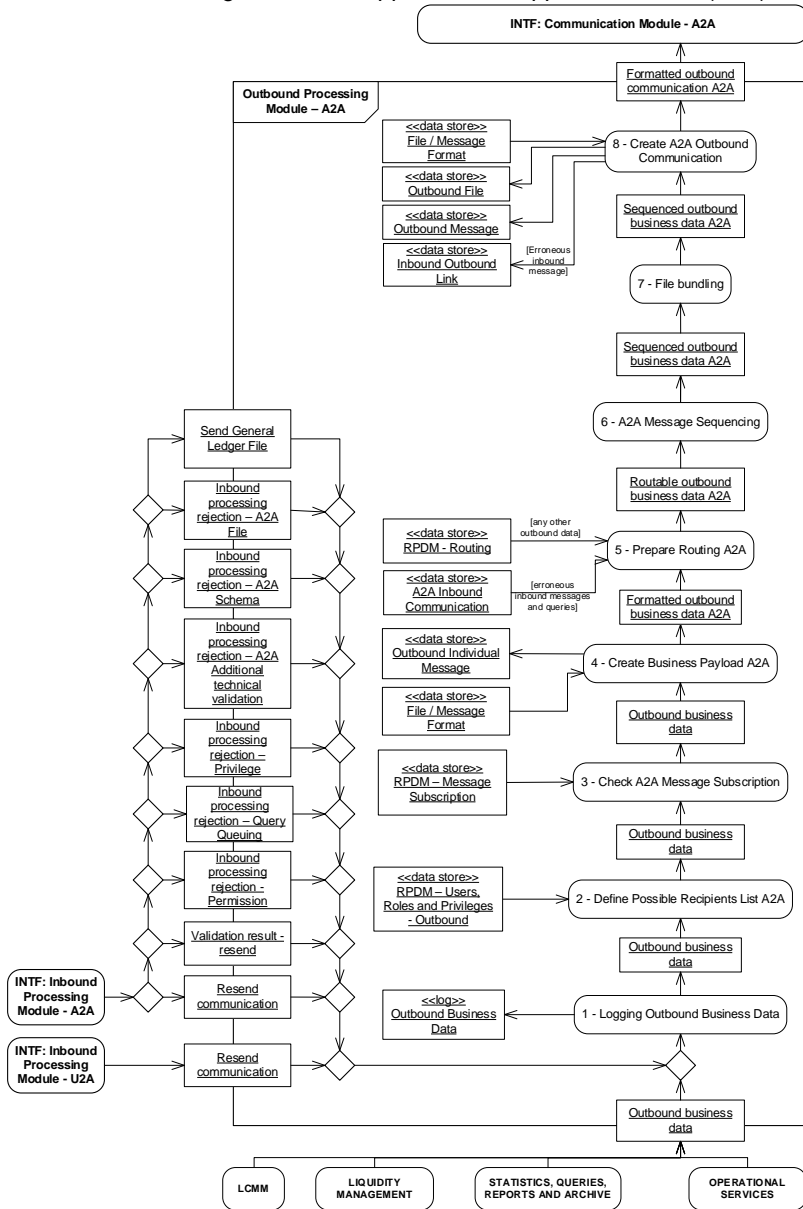 INTF: Communication Module - A2A
Formatted outbound
communication A2A
Outbound Processing
Module – A2A
<<data store>>
File / Message
Format
8 - Create A2A Outbound
Communication
<<data store>>
Outbound File
<<data store>>
Outbound Message
Sequenced outbound
business data A2A
<<data store>>
Inbound Outbound
Link
[Erroneous
inbound
message]
7 - File bundling
Sequenced outbound
business data A2A
6 - A2A Message Sequencing
Send General
Ledger File
Routable outbound
business data A2A
Inbound
processing
rejection – A2A
File
<<data store>>
RPDM - Routing
[any other
outbound data]
5 - Prepare Routing A2A
Inbound
processing
rejection – A2A
Schema
<<data store>>
A2A Inbound
Communication
[erroneous
inbound messages
and queries]
Formatted outbound
business data A2A
Inbound
processing
rejection – A2A
Additional
technical
validation
<<data store>>
Outbound Individual
Message
4 - Create Business Payload A2A
<<data store>>
File / Message
Format
Outbound business
data
Inbound
processing
rejection –
Privilege
<<data store>>
RPDM – Message
Subscription
3 - Check A2A Message Subscription
Inbound
processing
rejection – Query
Queuing
Outbound business
data
Inbound
processing
rejection -
Permission
<<data store>>
RPDM – Users,
Roles and Privileges
- Outbound
2 - Define Possible Recipients List A2A
Validation result -
resend
Outbound business
data
INTF: Inbound
Processing
Module - A2A
Resend
communication
<<log>>
Outbound Business
Data
1 - Logging Outbound Business Data
INTF: Inbound
Processing
Module - U2A
Resend
communication
Outbound business
data
LCMM
LIQUIDITY
MANAGEMENT
STATISTICS, QUERIES,
REPORTS AND ARCHIVE
OPERATIONAL
SERVICES